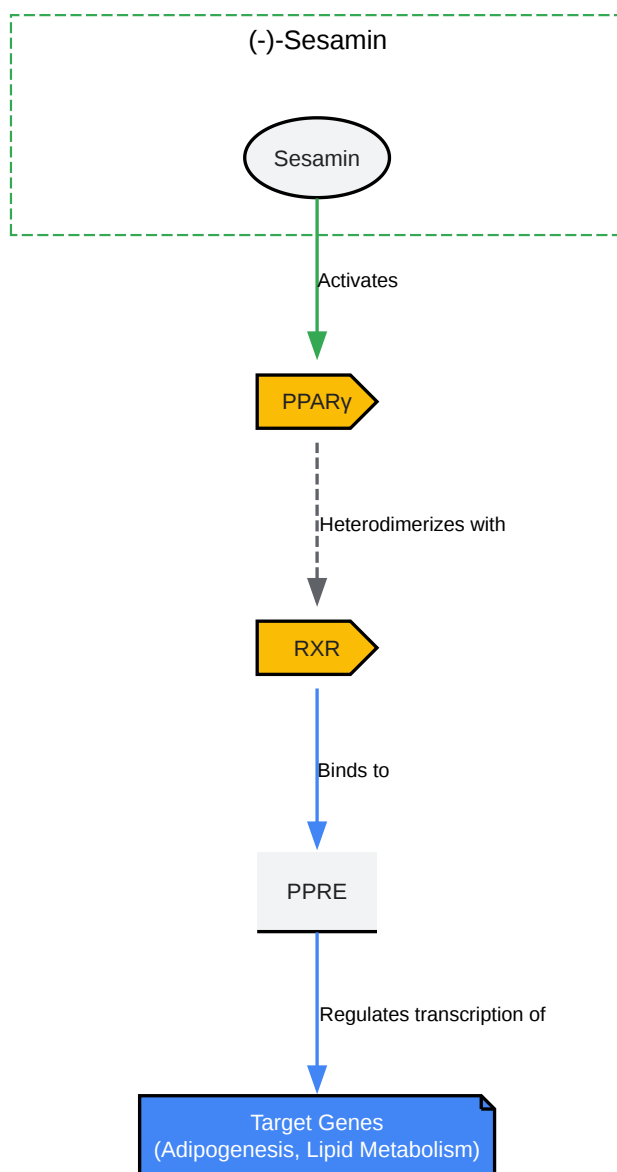 (-)-Sesamin
Sesamin
Activates
PPARγ
Heterodimerizes with
RXR
Binds to
PPRE
Regulates transcription of
Target Genes
(Adipogenesis, Lipid Metabolism)